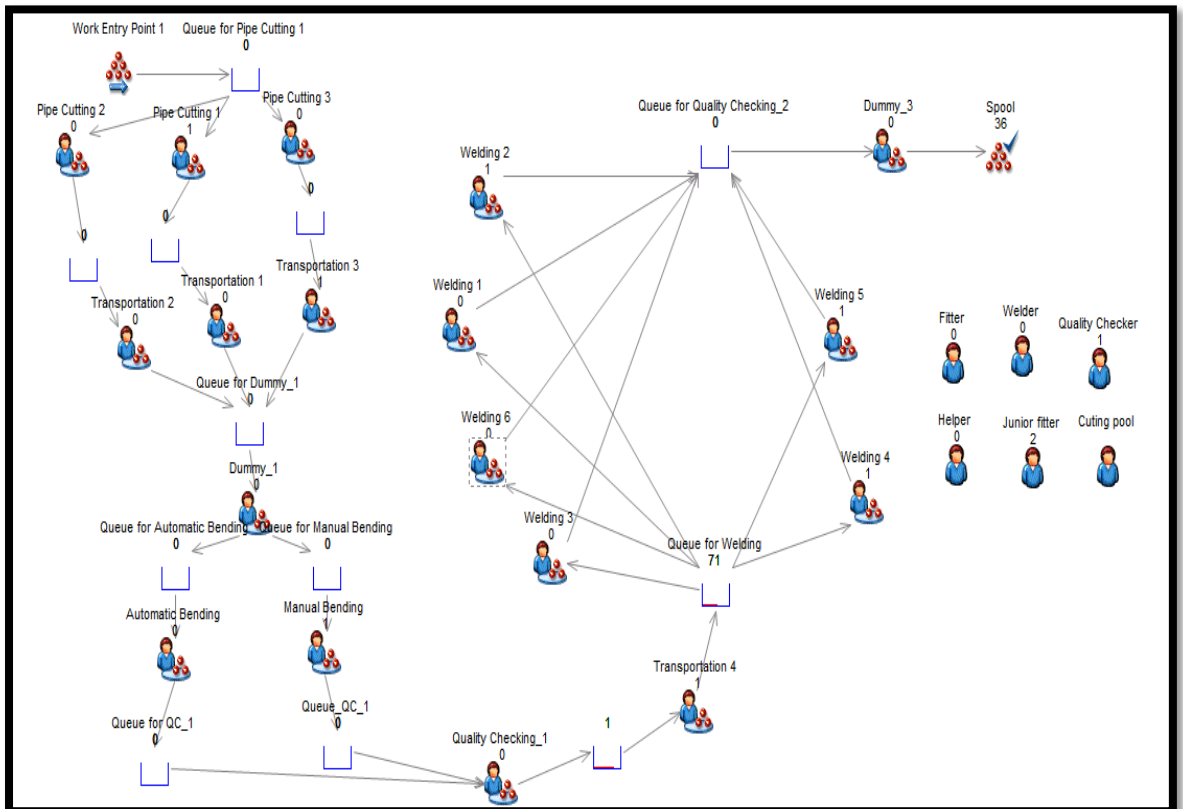 Work Entry Point 1
Queue for Pipe Cutting 1
0
Pipe Cutting 2
0
Pipe Cutting 1
1
Pipe Cutting 3
0
0
0
0
Transportation 2
0
Transportation 1
0
Transportation 3
1
Queue for Dummy_1
0
Dummy_1
0
Queue for Automatic Bending
0
Queue for Manual Bending
0
Automatic Bending
0
Manual Bending
1
Queue for QC_1
0
Queue_QC_1
0
Quality Checking_1
0
1
Transportation 4
1
Queue for Welding
71
Welding 2
1
Welding 1
0
Welding 6
0
Welding 3
0
Welding 5
1
Welding 4
1
Queue for Quality Checking_2
0
Dummy_3
0
Spool
36
Fitter
0
Welder
0
Quality Checker
1
Helper
0
Junior fitter
2
Cuting pool